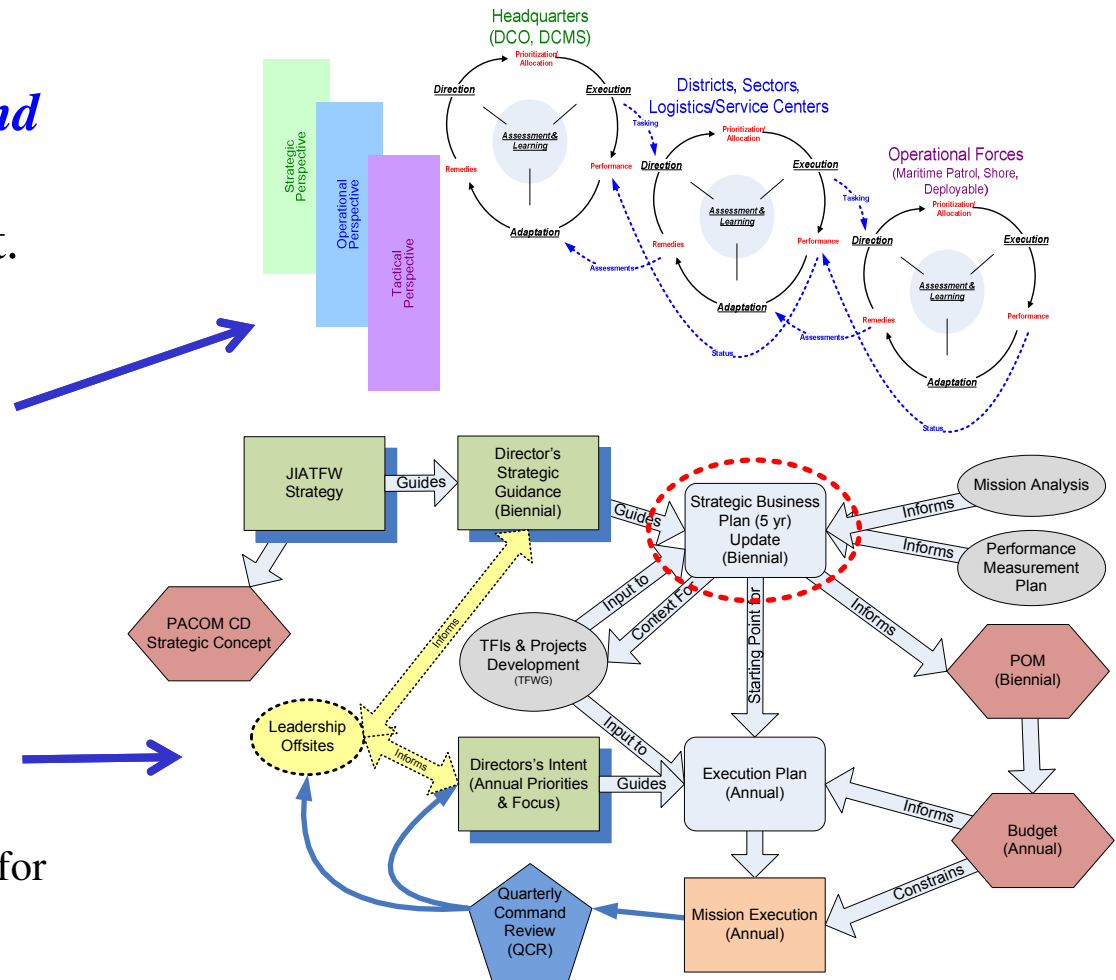 nd
t.
for
Headquarters
(DCO, DCMS)
Prioritization/
Allocation
Direction
Execution
Assessment &
Learning
Remedies
Performance
Adaptation
Tasking
Districts, Sectors,
Logistics/Service Centers
Prioritization/
Allocation
Direction
Execution
Assessment &
Learning
Remedies
Performance
Adaptation
Assessments
Status
Tasking
Operational Forces
(Maritime Patrol, Shore,
Deployable)
Prioritization/
Allocation
Direction
Execution
Assessment &
Learning
Remedies
Performance
Adaptation
Assessments
Status
Strategic
Perspective
Operational
Perspective
Tactical
Perspective
JIATFW
Strategy
Guides
Director's
Strategic
Guidance
(Biennial)
Guides
Strategic Business
Plan (5 yr)
Update
(Biennial)
Informs
Mission Analysis
Informs
Performance
Measurement
Plan
PACOM CD
Strategic Concept
Informs
Input to
Context For
Starting Point for
Informs
TFIs & Projects
Development
(TFWG)
POM
(Biennial)
Leadership
Offsites
Informs
Input to
Directors's Intent
(Annual Priorities
& Focus)
Guides
Execution Plan
(Annual)
Informs
Budget
(Annual)
Constrains
Quarterly
Command
Review
(QCR)
Mission Execution
(Annual)